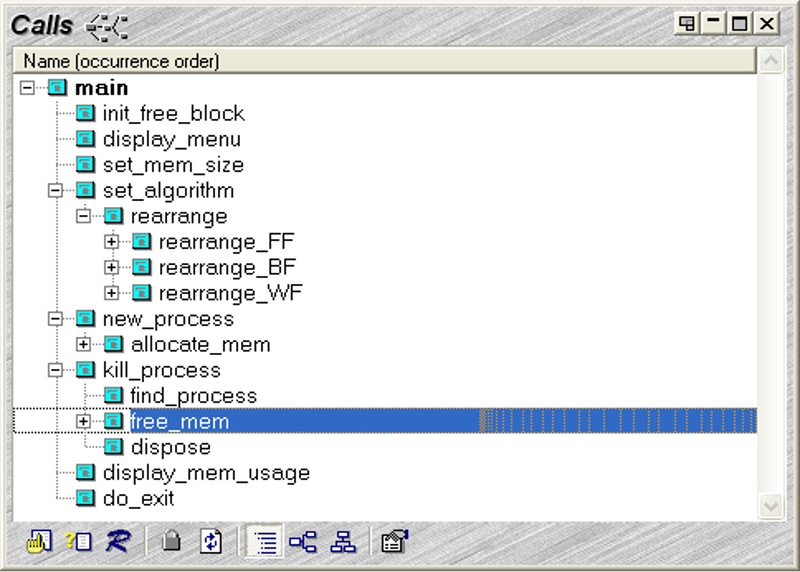 Calls
Name (occurrence order)
main
init_free_block
display_menu
set_mem_size
set_algorithm
rearrange
rearrange_FF
rearrange_BF
rearrange_WF
new_process
allocate_mem
kill_process
find_process
free_mem
dispose
display_mem_usage
do_exit